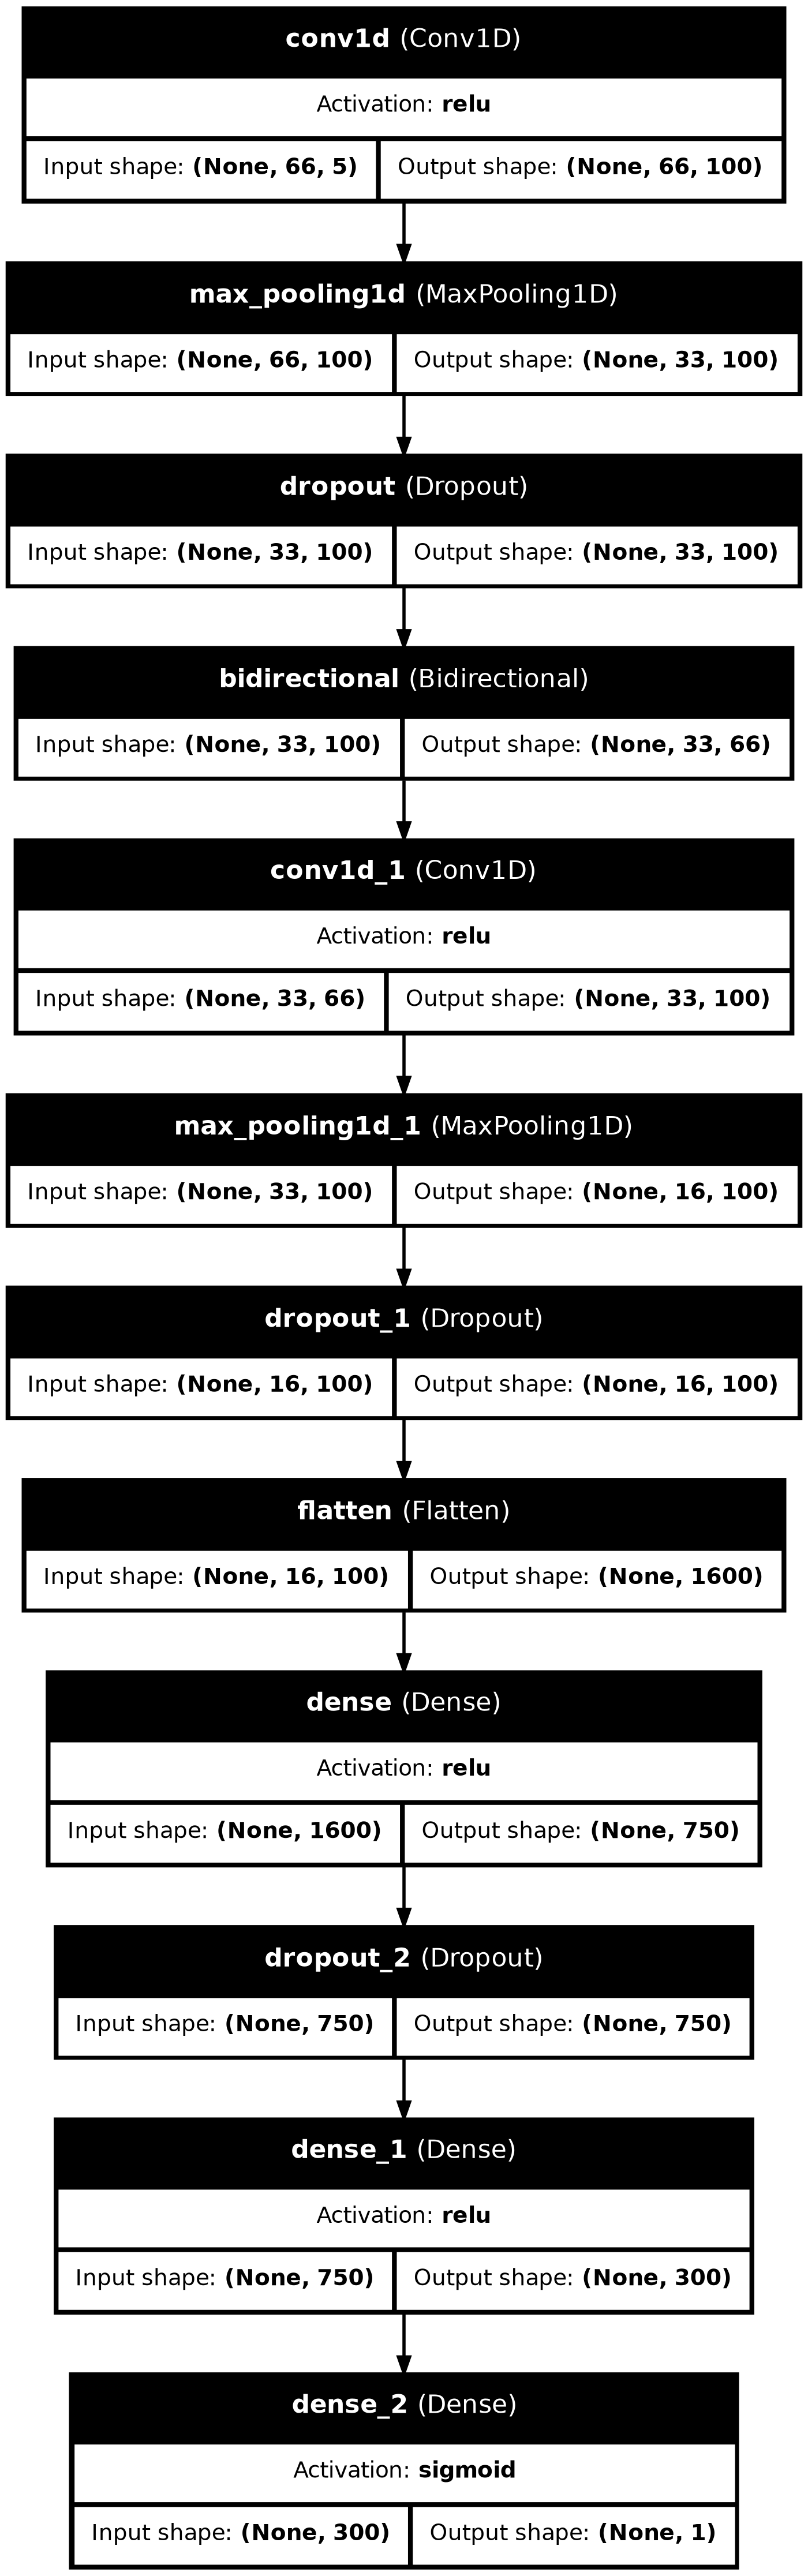 conv1d (Conv1D)
Activation: relu
Input shape: (None, 66, 5) Output shape: (None, 66, 100)
max_pooling1d (MaxPooling1D)
Input shape: (None, 66, 100) Output shape: (None, 33, 100)
dropout (Dropout)
Input shape: (None, 33, 100) Output shape: (None, 33, 100)
bidirectional (Bidirectional)
Input shape: (None, 33, 100) Output shape: (None, 33, 66)
conv1d_1 (Conv1D)
Activation: relu
Input shape: (None, 33, 66) Output shape: (None, 33, 100)
max_pooling1d_1 (MaxPooling1D)
Input shape: (None, 33, 100) Output shape: (None, 16, 100)
dropout_1 (Dropout)
Input shape: (None, 16, 100) Output shape: (None, 16, 100)
flatten (Flatten)
Input shape: (None, 16, 100) Output shape: (None, 1600)
dense (Dense)
Activation: relu
Input shape: (None, 1600) Output shape: (None, 750)
dropout_2 (Dropout)
Input shape: (None, 750) Output shape: (None, 750)
dense_1 (Dense)
Activation: relu
Input shape: (None, 750) Output shape: (None, 300)
dense_2 (Dense)
Activation: sigmoid
Input shape: (None, 300) Output shape: (None, 1)